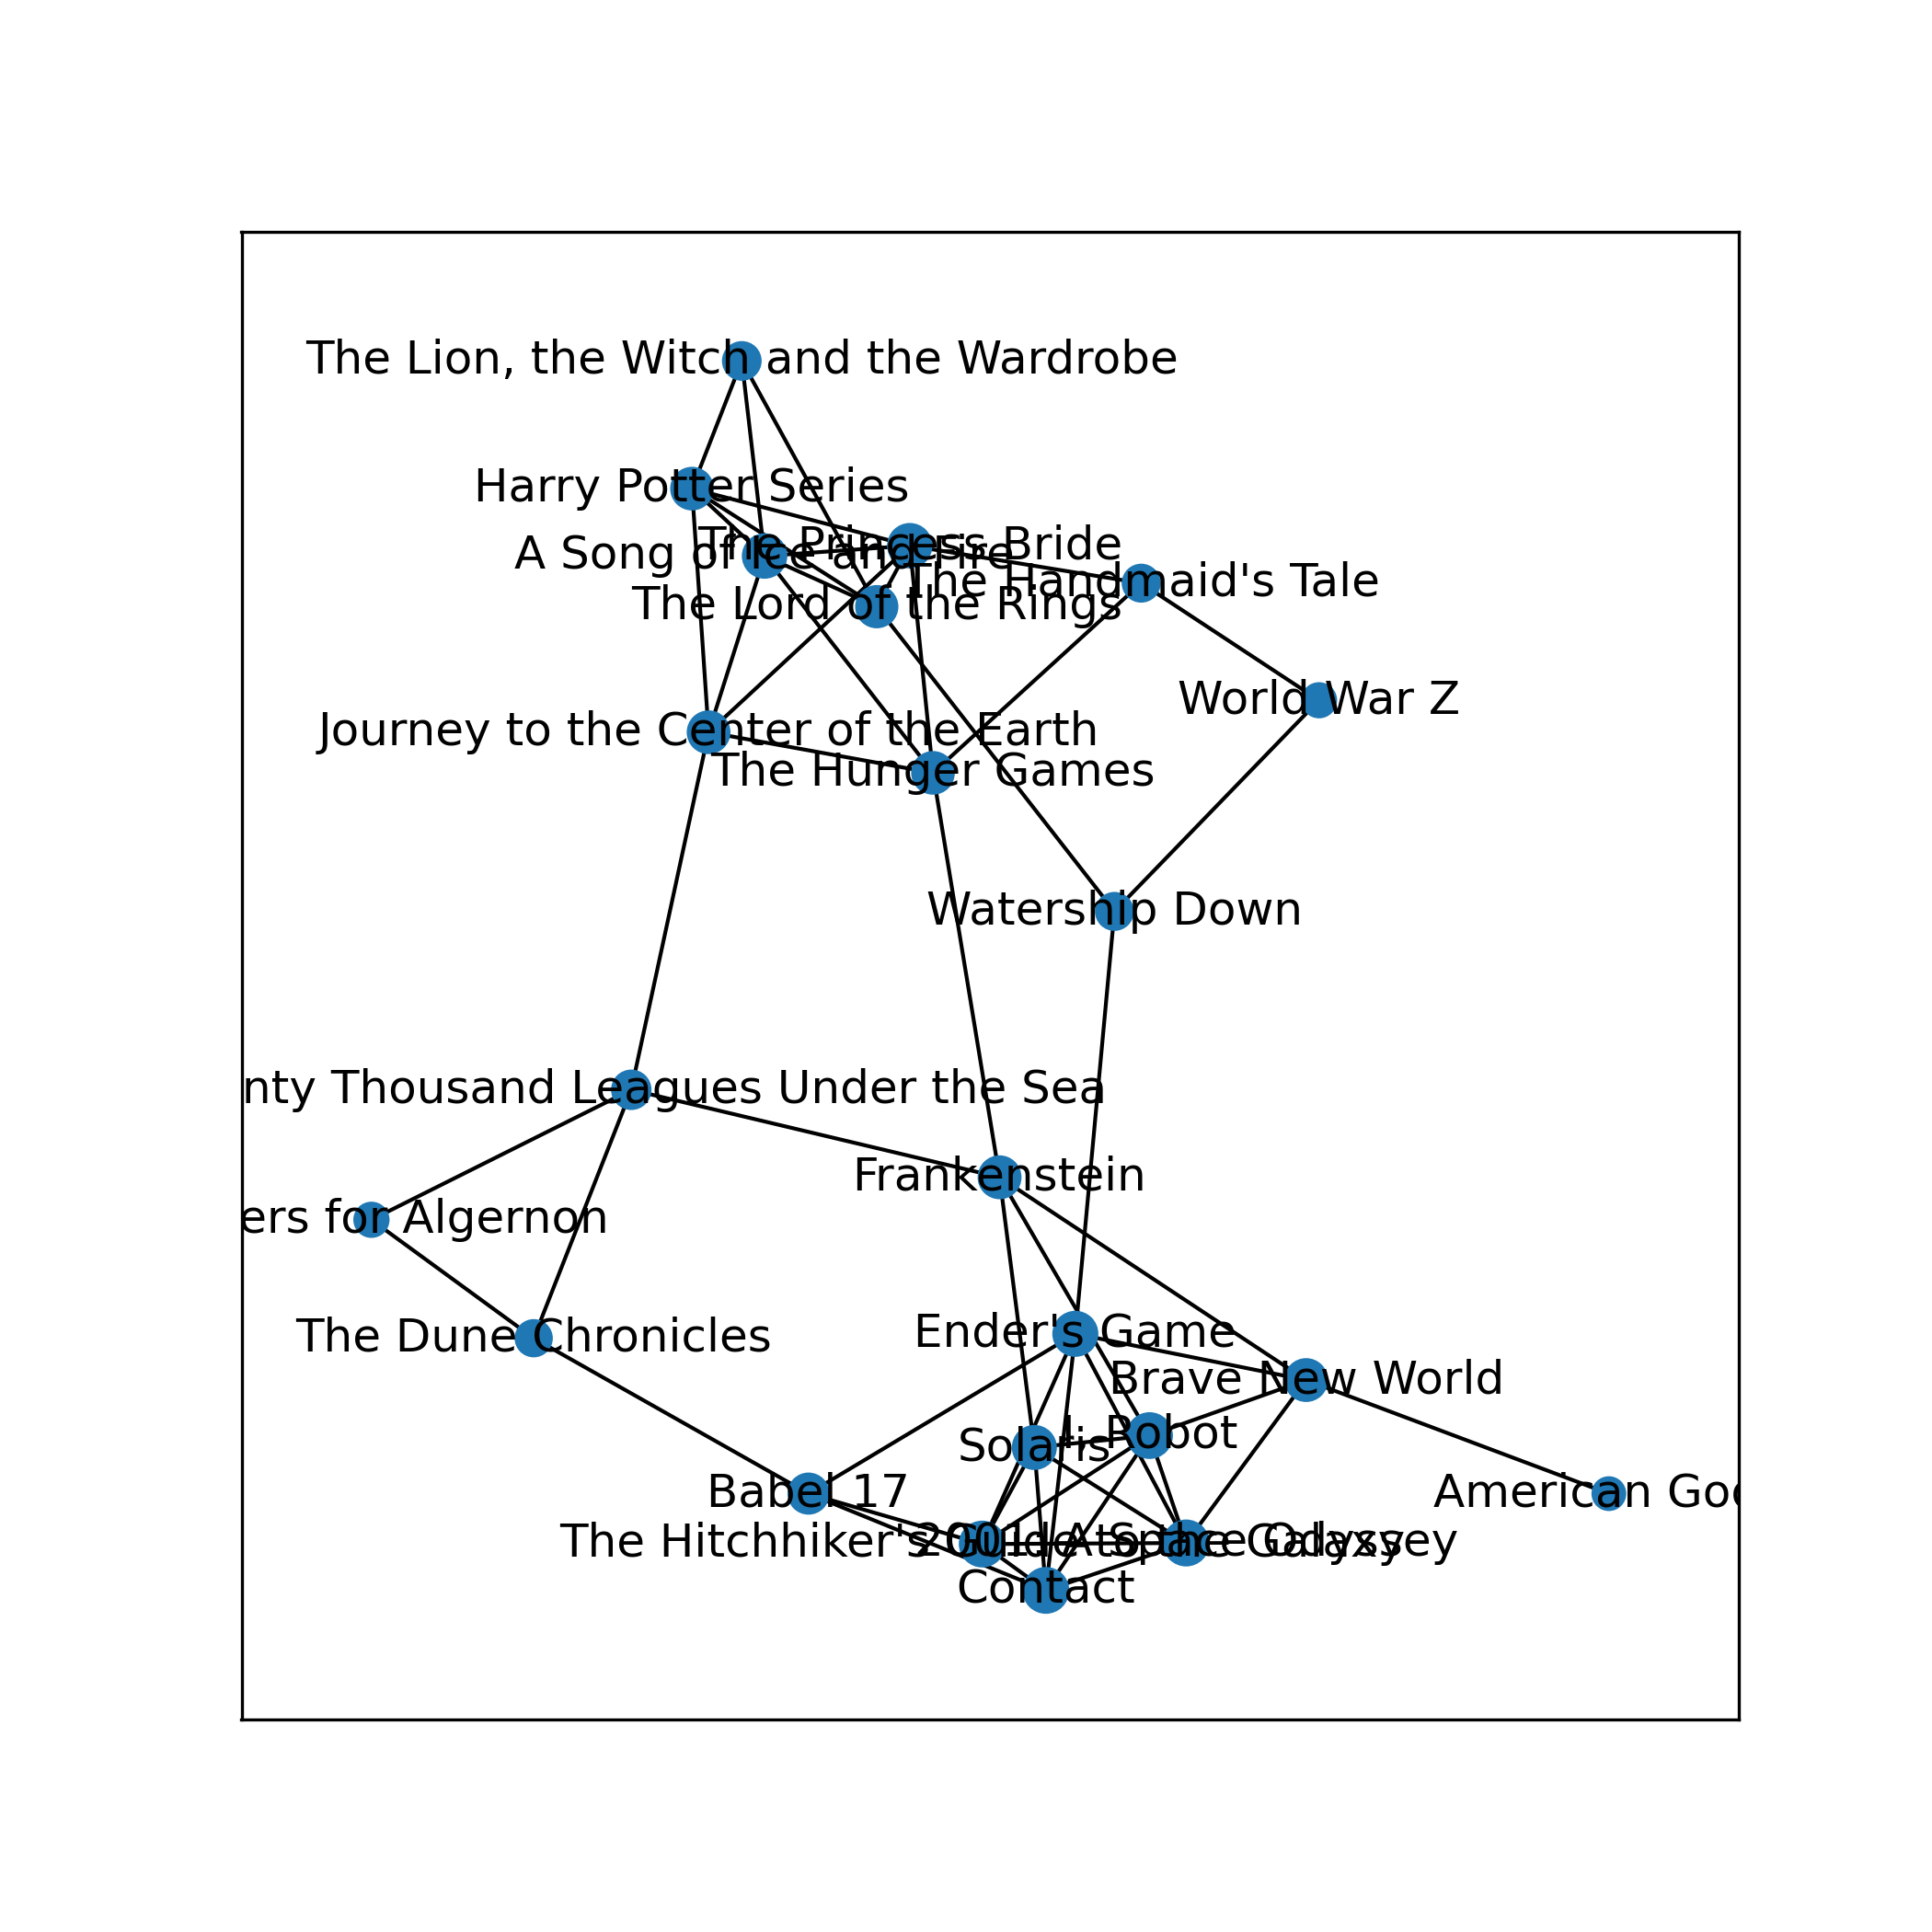 The Lion, the Witch and the Wardrobe
Harry Potter Series
The Princess Bride
A Song of Ice and Fire
The Handmaid's Tale
The Lord of the Rings
World War Z
Journey to the Center of the Earth
The Hunger Games
Watership Down
nty Thousand Leagues Under the Sea
Frankenstein
ers for Algernon
Ender's Game
The Dune Chronicles
Brave New World
I, Robot
Solaris
Babel 17
American Go
The Hitchhiker's Guide to the Galaxy
2001: A Space Odyssey
Contact